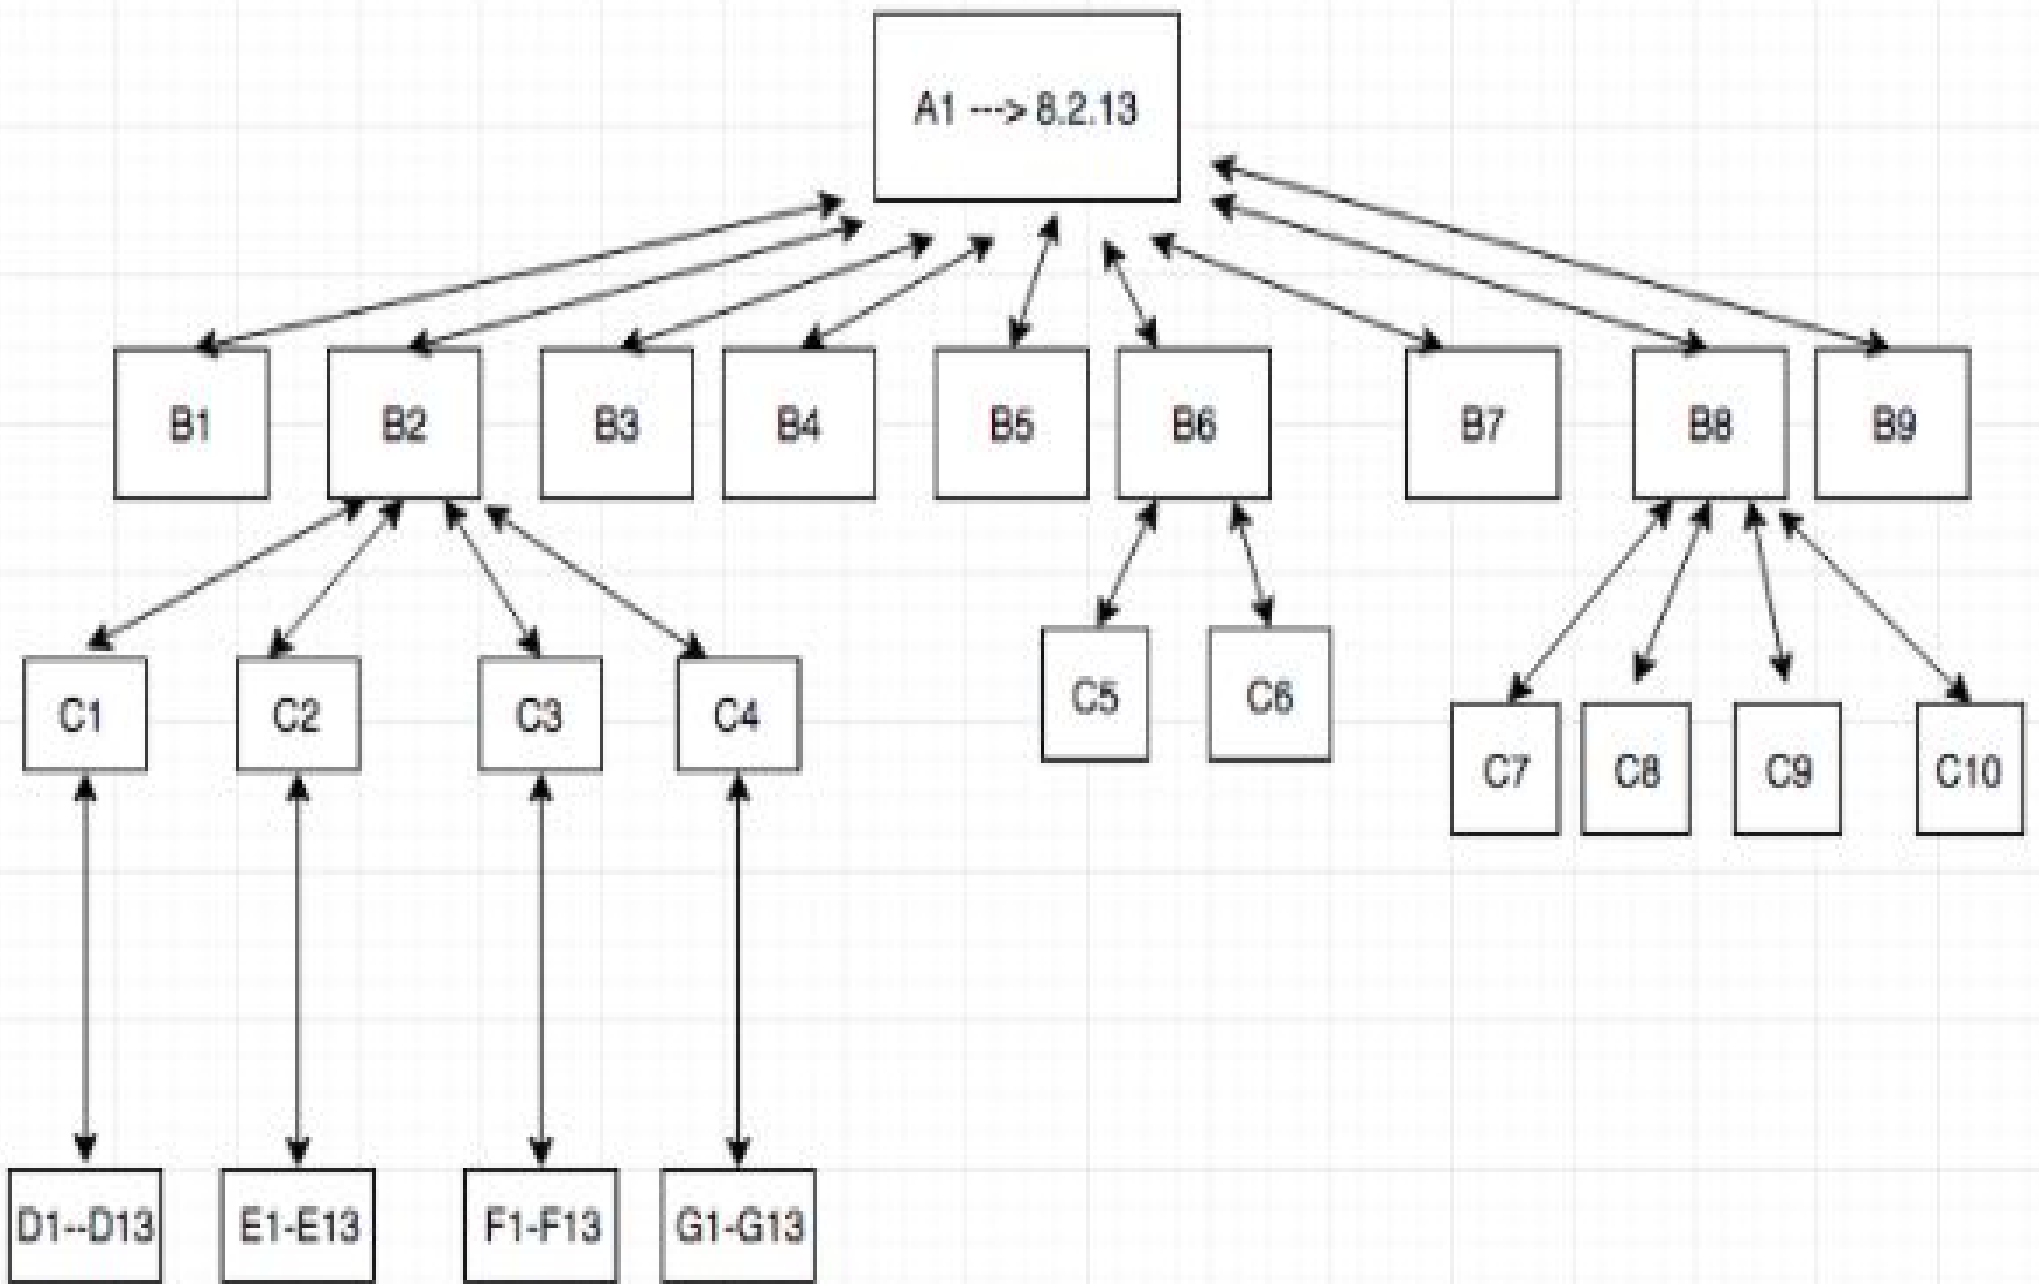 A1 ---> 8.2.13
B1
B2
B3
B4
B5
B6
B7
B8
B9
C1
C2
C3
C4
C5
C6
C7
C8
C9
C10
D1--D13
E1-E13
F1-F13
G1-G13